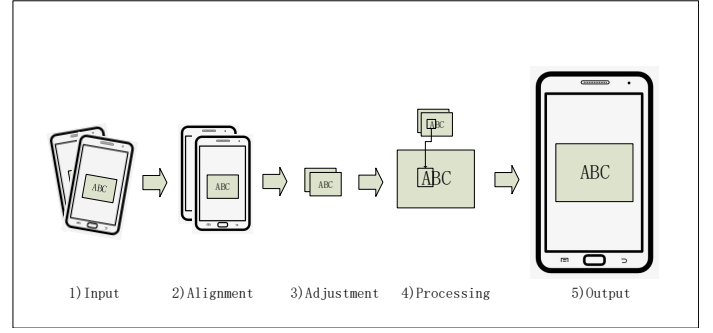 ABC
ABC
ABC
ABC
ABC
ABC
1)Input
2)Alignment
3)Adjustment
4)Processing
5)Output